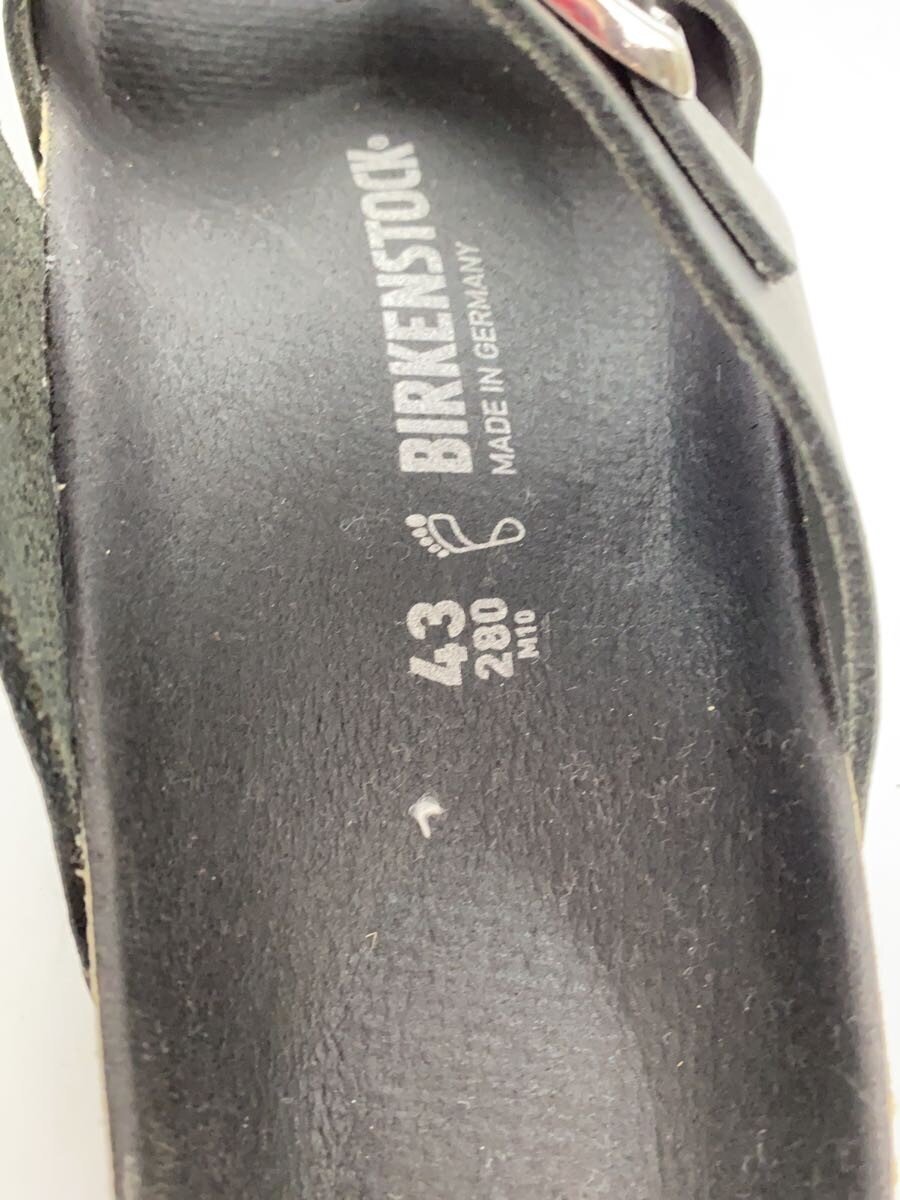 BIRKENSTOCK®
MADE IN GERMANY
43
280
M10